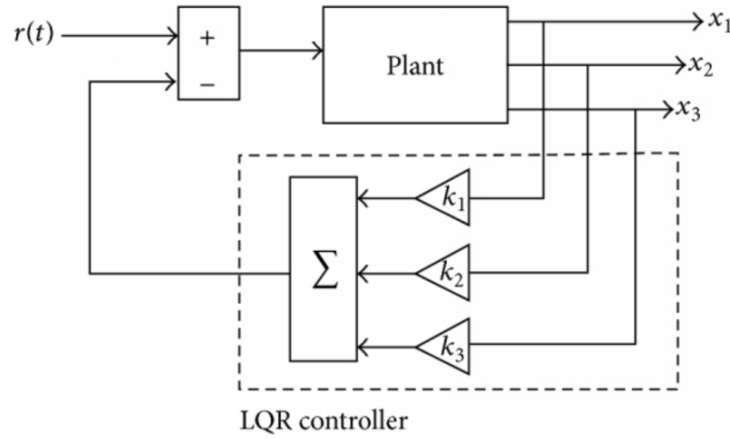 r(t)
+
−
Plant
x₁
x₂
x₃
k₁
k₂
k₃
∑
LQR controller